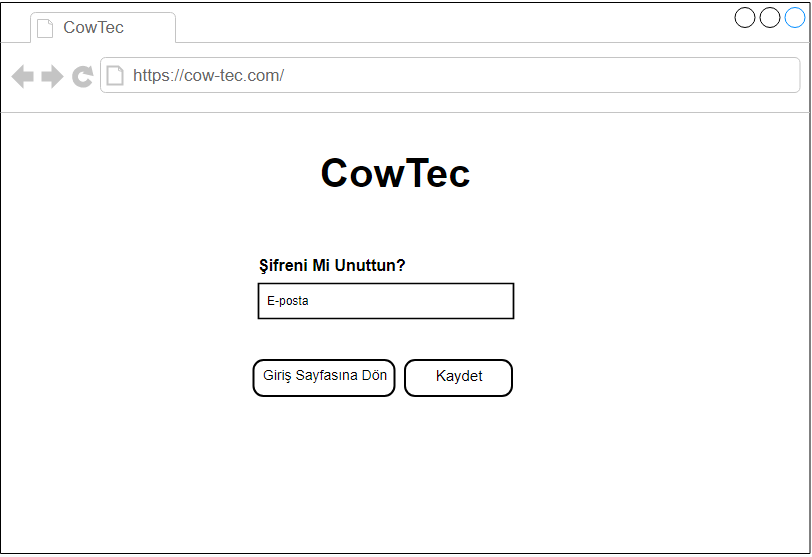 CowTec
https://cow-tec.com/
CowTec
Şifreni Mi Unuttun?
E-posta
Giriş Sayfasına Dön
Kaydet